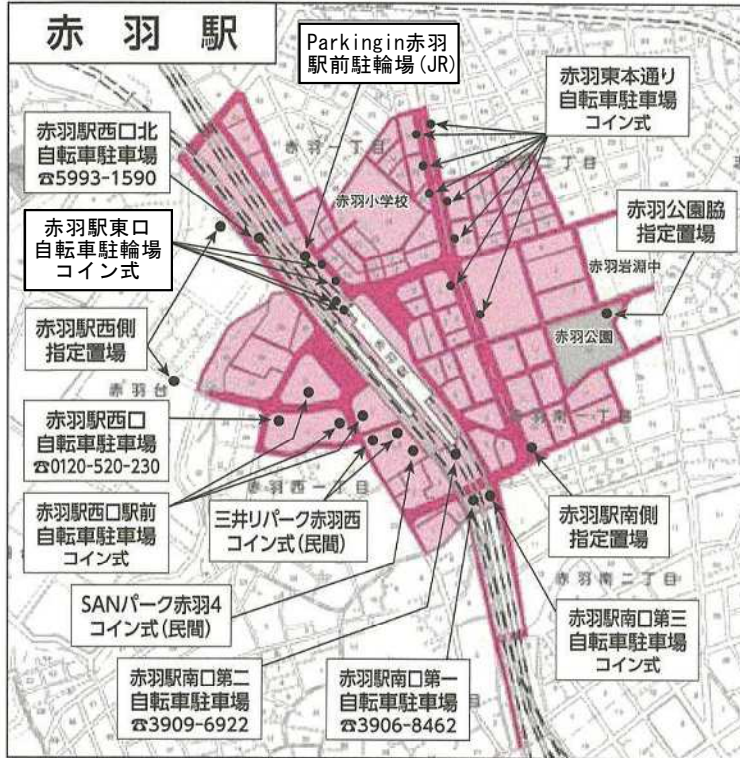 赤羽駅
Parkingin赤羽
駅前駐輪場(JR)
赤羽東本通り
自転車駐車場
コイン式
赤羽駅西口北
自転車駐車場
☎5993-1590
赤羽一丁目
赤羽小学校
赤羽公園脇
指定置場
赤羽駅東口
自転車駐輪場
コイン式
赤羽岩淵中
赤羽駅西側
指定置場
赤羽公園
赤羽台
赤羽駅西口
自転車駐車場
☎0120-520-230
赤羽南一丁目
赤羽西一丁目
赤羽駅西口駅前
自転車駐車場
コイン式
三井リパーク赤羽西
コイン式(民間)
赤羽駅南側
指定置場
赤羽南二丁目
SANパーク赤羽4
コイン式(民間)
赤羽駅南口第三
自転車駐車場
コイン式
赤羽駅南口第二
自転車駐車場
☎3909-6922
赤羽駅南口第一
自転車駐車場
☎3906-8462